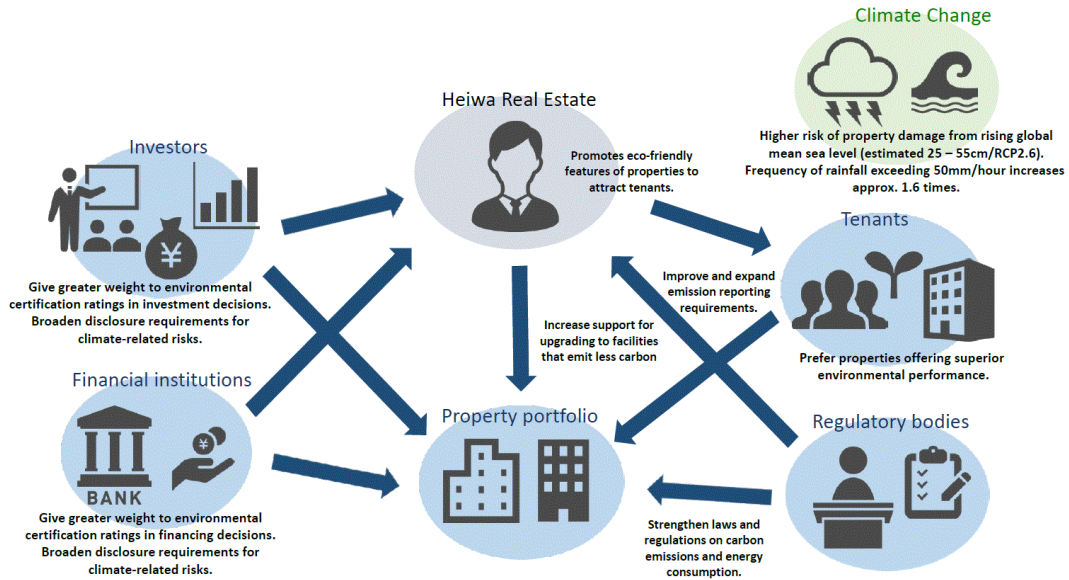 Climate Change
Higher risk of property damage from rising global
mean sea level (estimated 25 – 55cm/RCP2.6).
Frequency of rainfall exceeding 50mm/hour increases
approx. 1.6 times.
Heiwa Real Estate
Promotes eco-friendly
features of properties to
attract tenants.
Investors
¥
Give greater weight to environmental
certification ratings in investment decisions.
Broaden disclosure requirements for
climate-related risks.
Tenants
Prefer properties offering superior
environmental performance.
Improve and expand
emission reporting
requirements.
Increase support for
upgrading to facilities
that emit less carbon
Financial institutions
¥
BANK
Give greater weight to environmental
certification ratings in financing decisions.
Broaden disclosure requirements for
climate-related risks.
Property portfolio
Regulatory bodies
Strengthen laws and
regulations on carbon
emissions and energy
consumption.